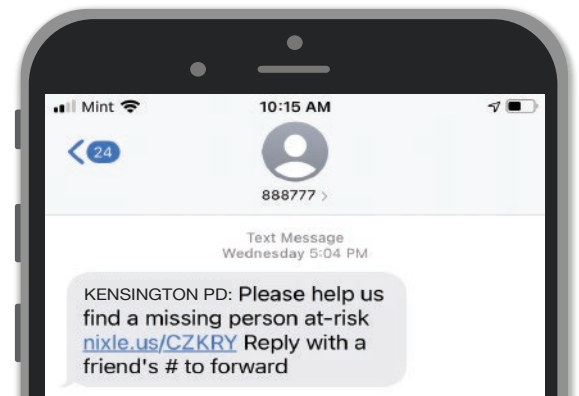 Mint 10:15 AM
24
888777 >
Text Message
Wednesday 5:04 PM
KENSINGTON PD: Please help us
find a missing person at-risk
nixle.us/CZKRY Reply with a
friend's # to forward